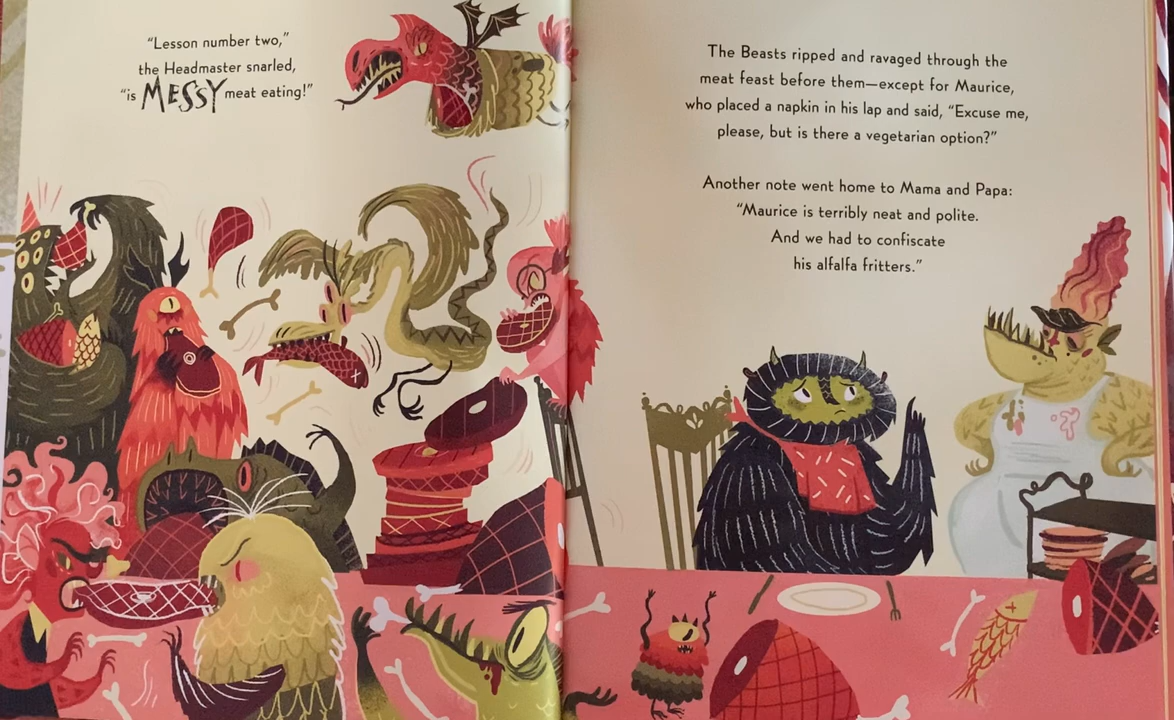 “Lesson number two,”
the Headmaster snarled,
“is MESSY meat eating!”
The Beasts ripped and ravaged through the
meat feast before them—except for Maurice,
who placed a napkin in his lap and said, “Excuse me,
please, but is there a vegetarian option?”
Another note went home to Mama and Papa:
“Maurice is terribly neat and polite.
And we had to confiscate
his alfalfa fritters.”